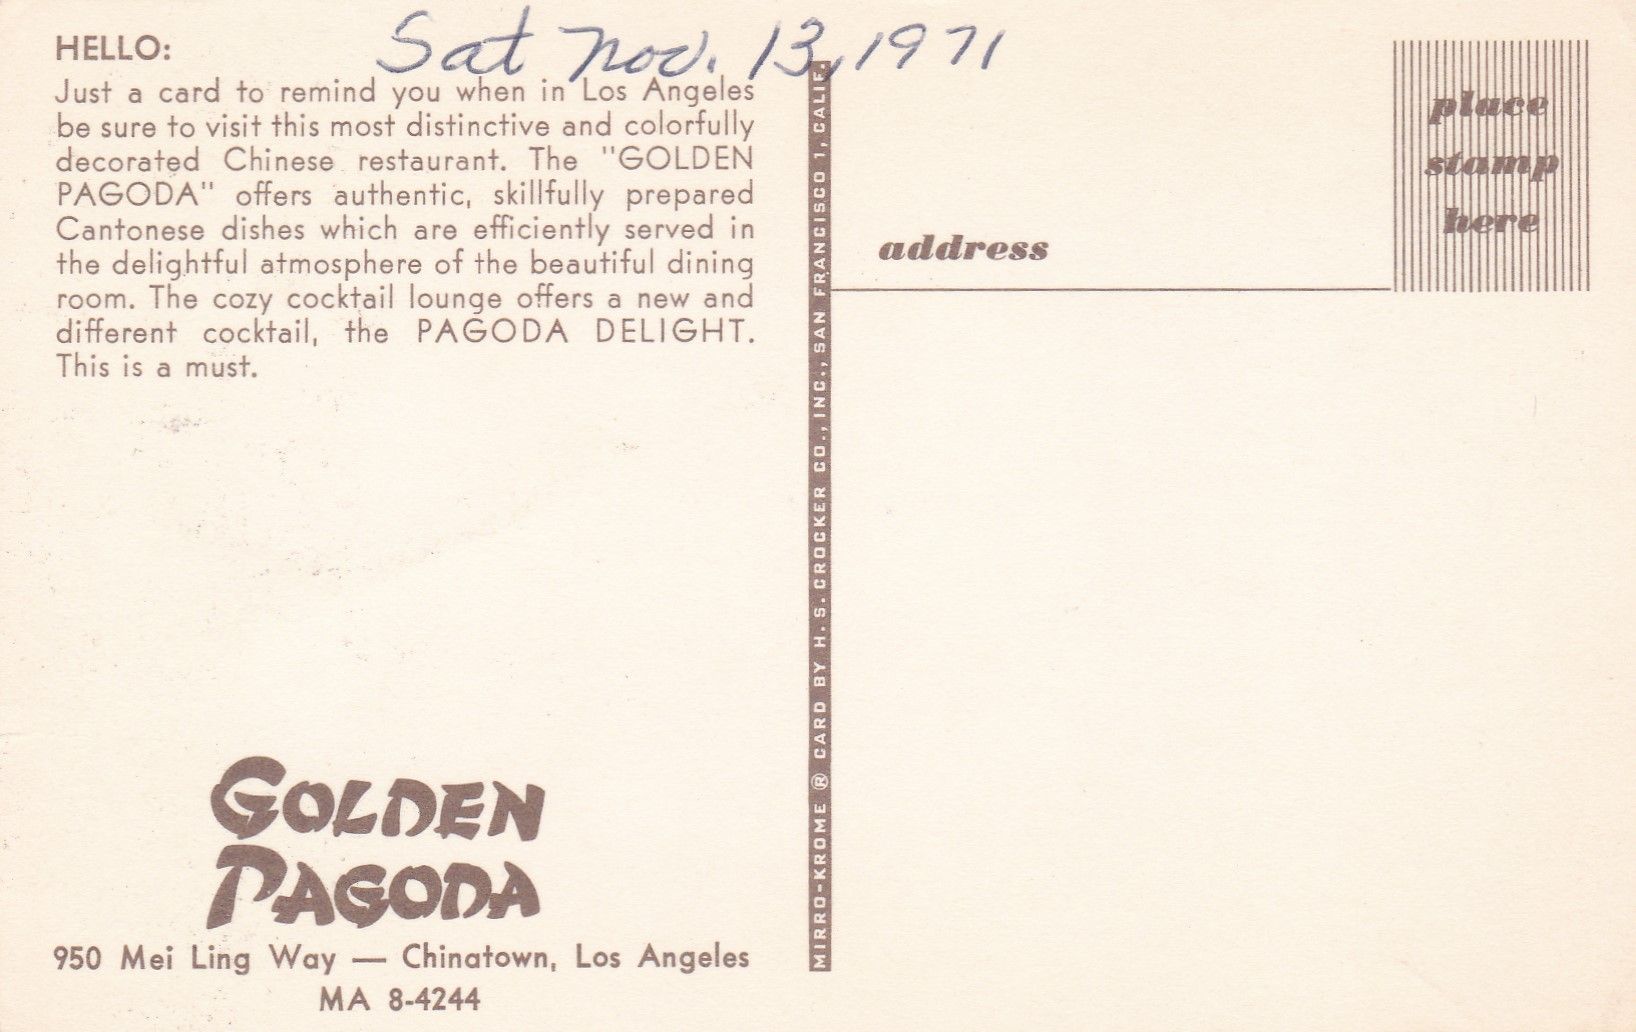 Sat Nov. 13, 1971
HELLO:
Just a card to remind you when in Los Angeles
be sure to visit this most distinctive and colorfully
decorated Chinese restaurant. The "GOLDEN
PAGODA" offers authentic, skillfully prepared
Cantonese dishes which are efficiently served in
the delightful atmosphere of the beautiful dining
room. The cozy cocktail lounge offers a new and
different cocktail, the PAGODA DELIGHT.
This is a must.
GOLDEN
PAGODA
950 Mei Ling Way — Chinatown, Los Angeles
MA 8-4244
MIRRO-KROME ® CARD BY H. S. CROCKER CO., INC., SAN FRANCISCO 1, CALIF.
address
place
stamp
here